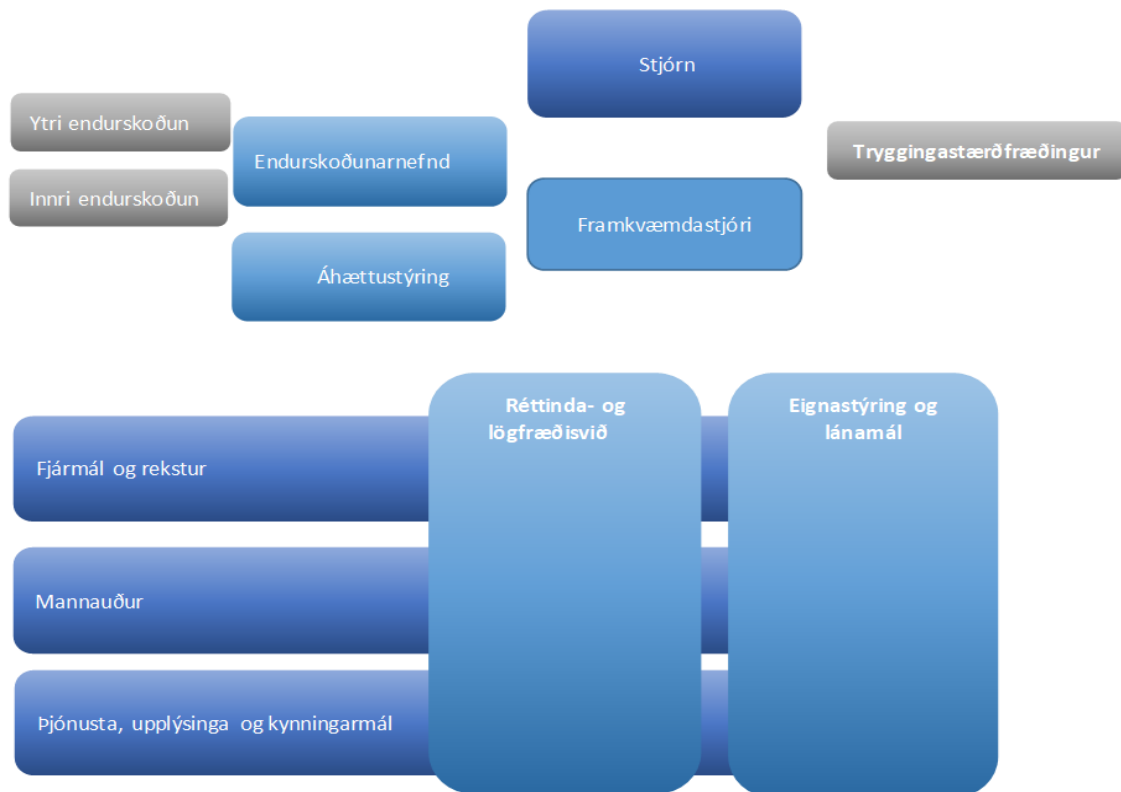 Stjórn
Ytri endurskoðun
Endurskoðunarnefnd
Tryggingastærðfræðingur
Innri endurskoðun
Framkvæmdastjóri
Áhættustýring
Réttinda- og
lögfræðisvið
Eignastýring og
lánamál
Fjármál og rekstur
Mannauður
Þjónusta, upplýsinga og kynningarmál